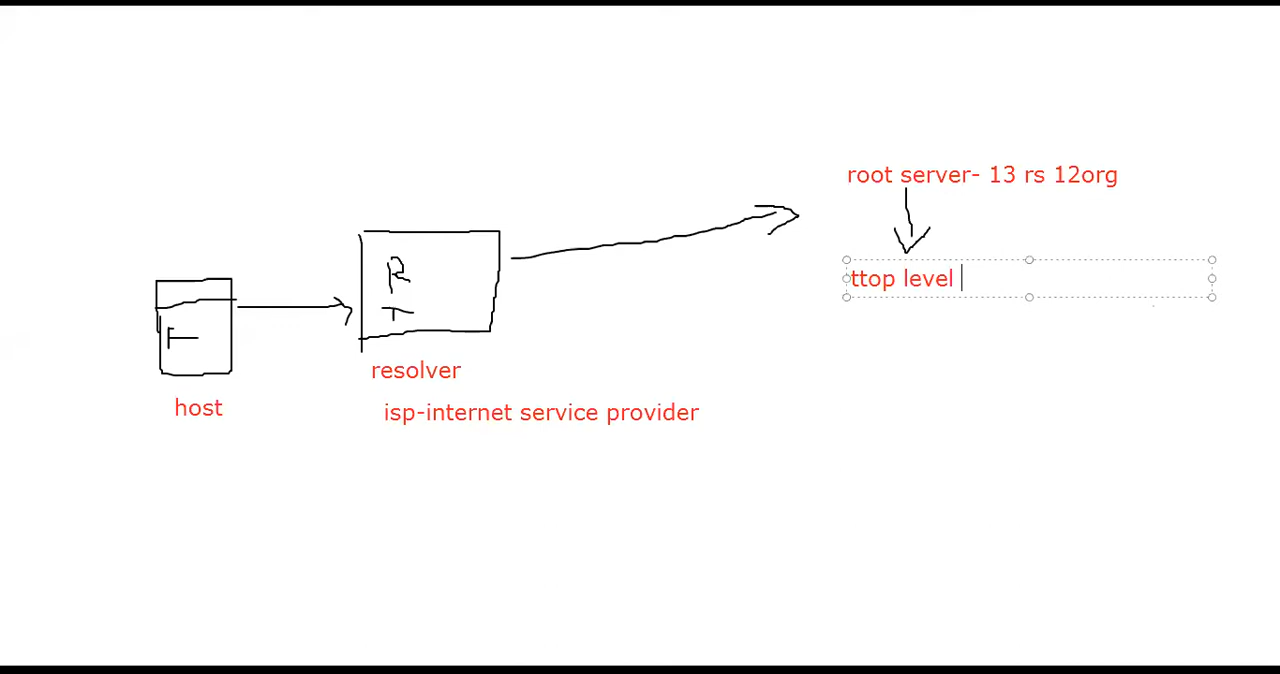 root server- 13 rs 12org
ttop level
R
T
T
resolver
host
isp-internet service provider